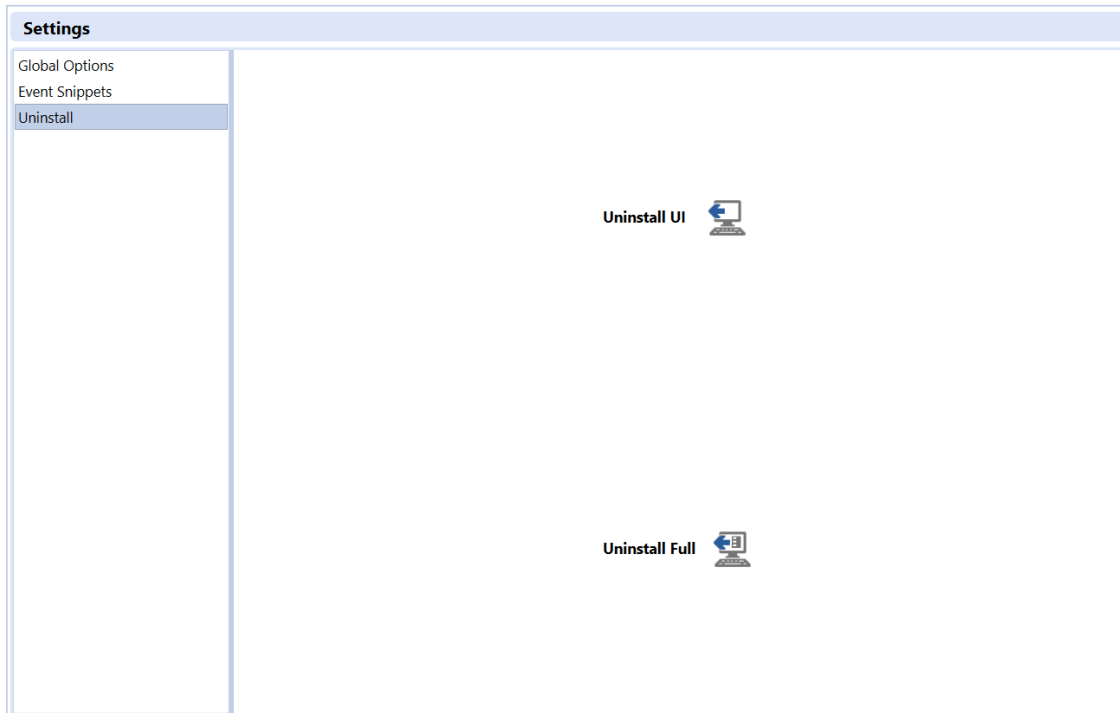 Settings
Global Options
Event Snippets
Uninstall
Uninstall UI
Uninstall Full